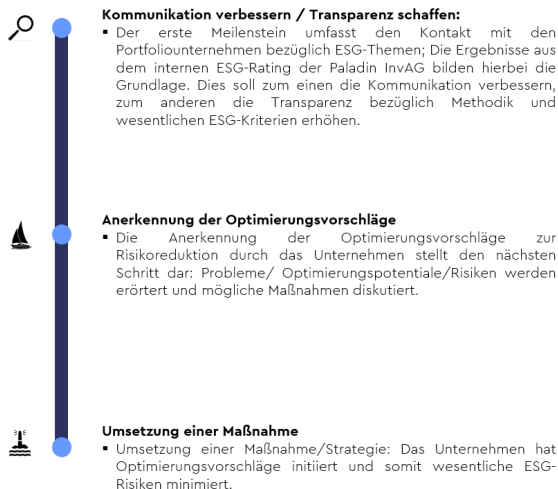 Kommunikation verbessern / Transparenz schaffen:
▪ Der erste Meilenstein umfasst den Kontakt mit den
Portfoliounternehmen bezüglich ESG-Themen; Die Ergebnisse aus
dem internen ESG-Rating der Paladin InvAG bilden hierbei die
Grundlage. Dies soll zum einen die Kommunikation verbessern,
zum anderen die Transparenz bezüglich Methodik und
wesentlichen ESG-Kriterien erhöhen.
Anerkennung der Optimierungsvorschläge
▪ Die Anerkennung der Optimierungsvorschläge zur
Risikoreduktion durch das Unternehmen stellt den nächsten
Schritt dar: Probleme/ Optimierungspotentiale/Risiken werden
erörtert und mögliche Maßnahmen diskutiert.
Umsetzung einer Maßnahme
▪ Umsetzung einer Maßnahme/Strategie: Das Unternehmen hat
Optimierungsvorschläge initiiert und somit wesentliche ESG-
Risiken minimiert.